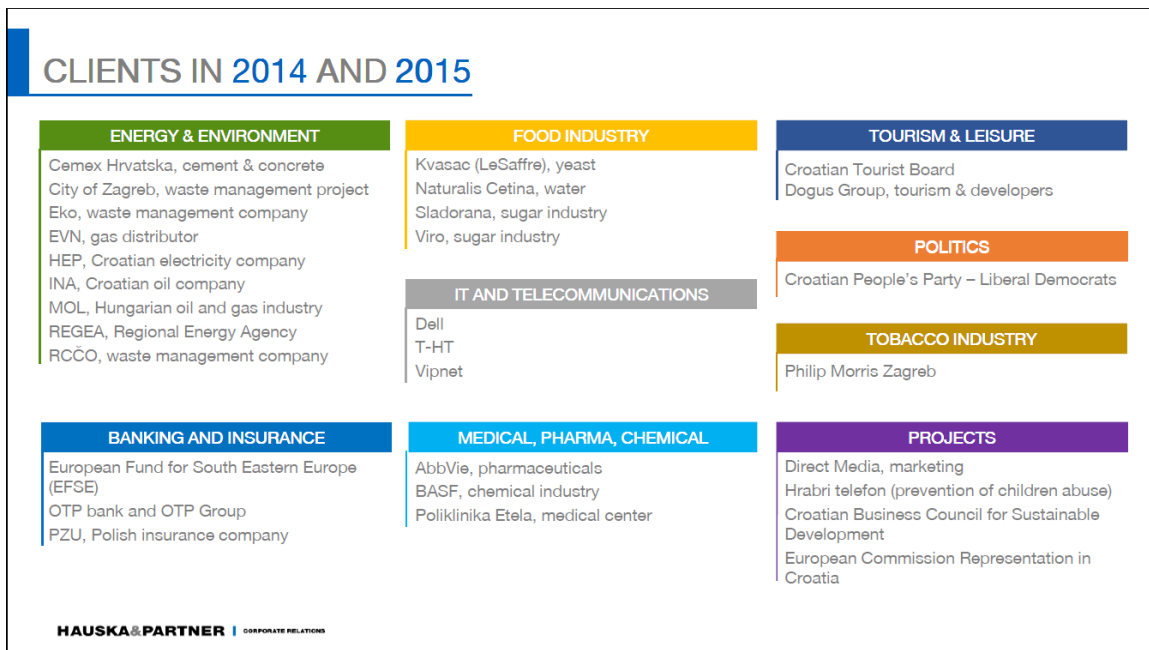 CLIENTS IN 2014 AND 2015
ENERGY & ENVIRONMENT
Cemex Hrvatska, cement & concrete
City of Zagreb, waste management project
Eko, waste management company
EVN, gas distributor
HEP, Croatian electricity company
INA, Croatian oil company
MOL, Hungarian oil and gas industry
REGEA, Regional Energy Agency
RCČO, waste management company
FOOD INDUSTRY
Kvasac (LeSaffre), yeast
Naturalis Cetina, water
Sladorana, sugar industry
Viro, sugar industry
IT AND TELECOMMUNICATIONS
Dell
T-HT
Vipnet
TOURISM & LEISURE
Croatian Tourist Board
Dogus Group, tourism & developers
POLITICS
Croatian People's Party – Liberal Democrats
TOBACCO INDUSTRY
Philip Morris Zagreb
BANKING AND INSURANCE
European Fund for South Eastern Europe
(EFSE)
OTP bank and OTP Group
PZU, Polish insurance company
MEDICAL, PHARMA, CHEMICAL
AbbVie, pharmaceuticals
BASF, chemical industry
Poliklinika Etela, medical center
PROJECTS
Direct Media, marketing
Hrabri telefon (prevention of children abuse)
Croatian Business Council for Sustainable
Development
European Commission Representation in
Croatia
HAUSKA&PARTNER | CORPORATE RELATIONS